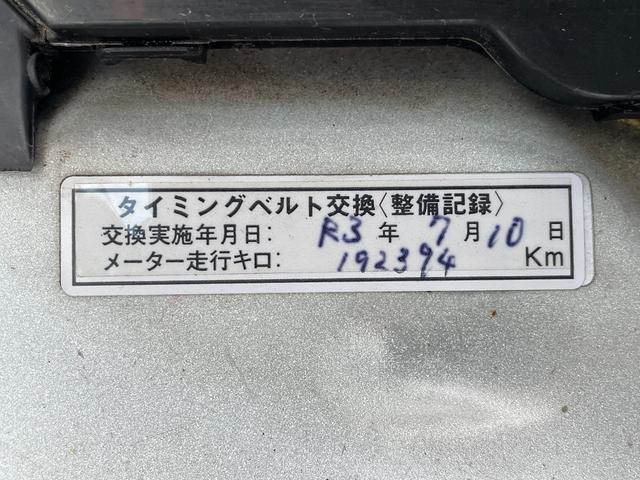 タイミングベルト交換〈整備記録〉
交換実施年月日: R3 年 7 月 10 日
メーター走行キロ: 192394 Km